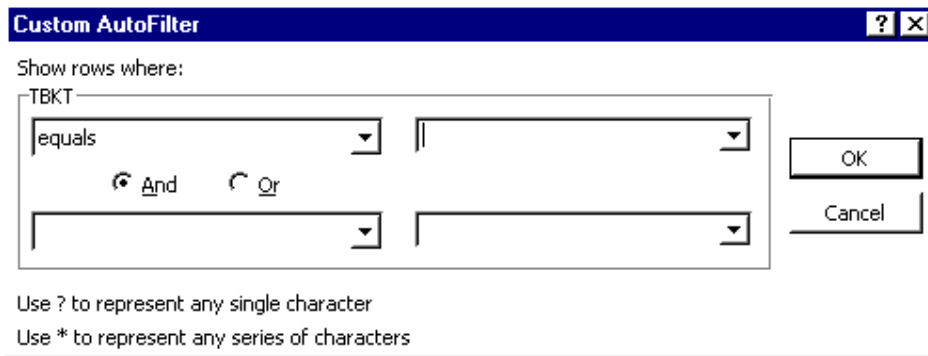 Custom AutoFilter
Show rows where:
TBKT
equals
And Or
OK
Cancel
Use ? to represent any single character
Use * to represent any series of characters